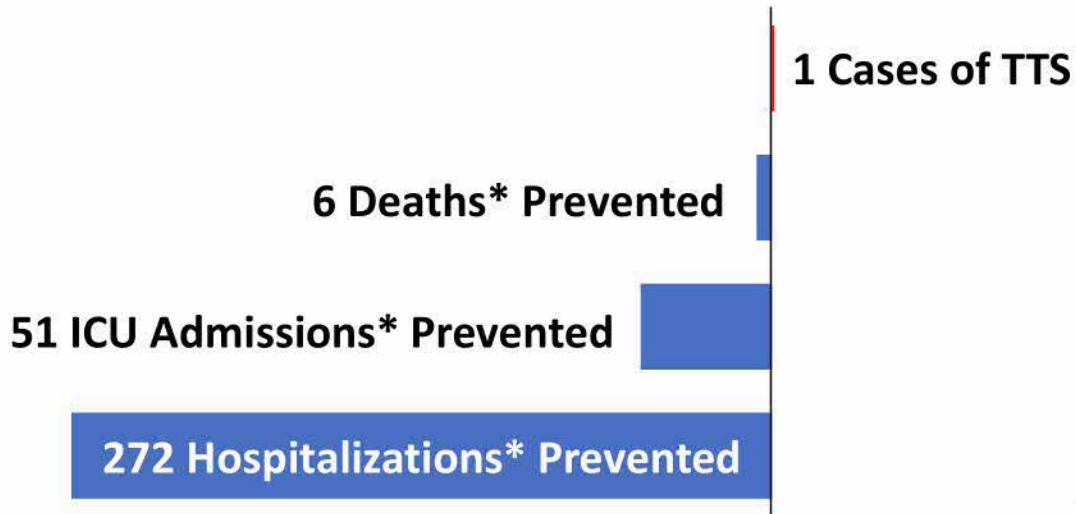 1 Cases of TTS
6 Deaths* Prevented
51 ICU Admissions* Prevented
272 Hospitalizations* Prevented